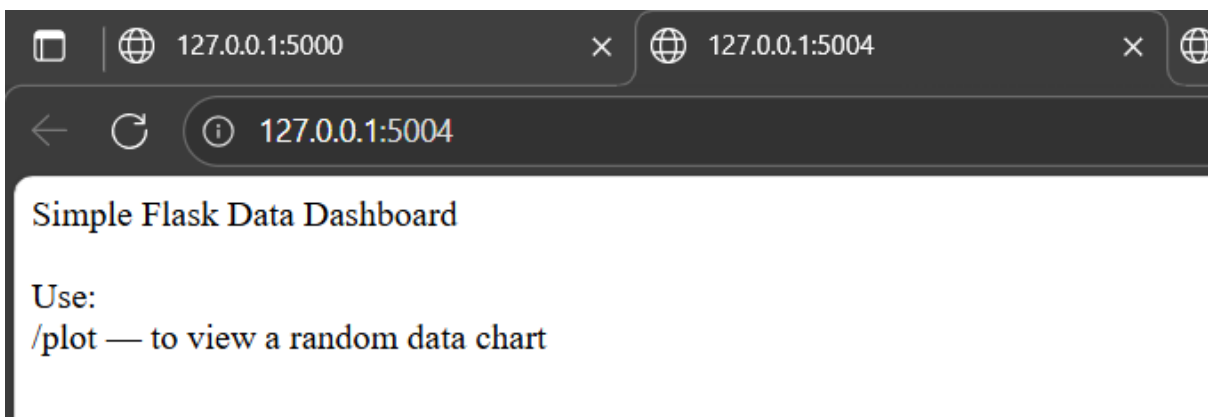 127.0.0.1:5000
127.0.0.1:5004
127.0.0.1:5004
Simple Flask Data Dashboard
Use:
/plot — to view a random data chart